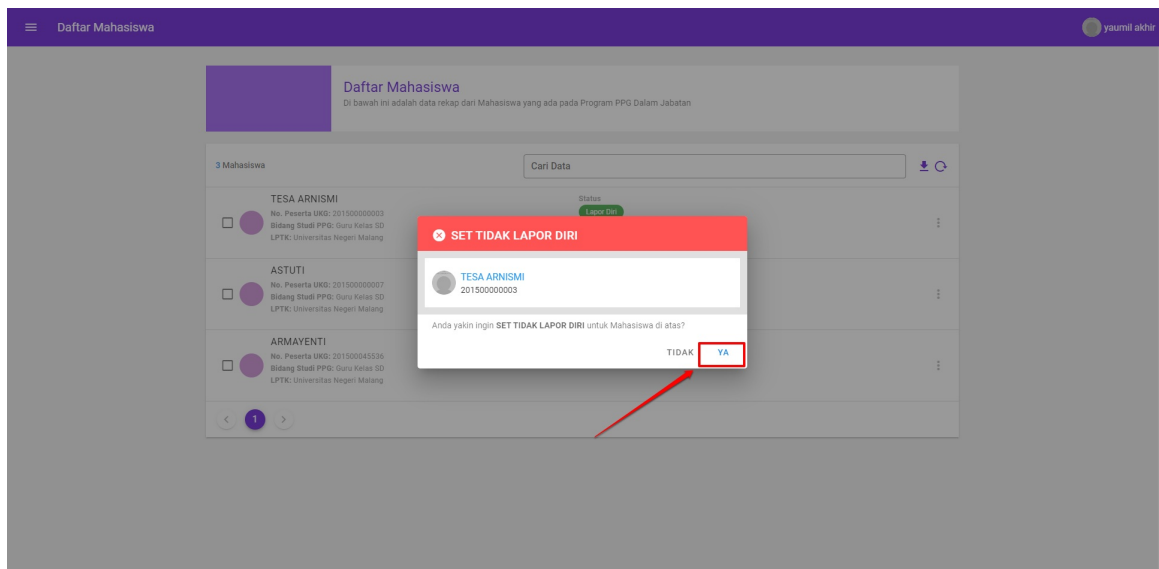 Daftar Mahasiswa
yaumil akhir
Daftar Mahasiswa
Di bawah ini adalah data rekap dari Mahasiswa yang ada pada Program PPG Dalam Jabatan
3 Mahasiswa
Cari Data
TESA ARNISMI
No. Peserta UKG: 201500000003
Bidang Studi PPG: Guru Kelas SD
LPTK: Universitas Negeri Malang
Status
Lapor Diri
SET TIDAK LAPOR DIRI
TESA ARNISMI
201500000003
Anda yakin ingin SET TIDAK LAPOR DIRI untuk Mahasiswa di atas?
TIDAK YA
ASTUTI
No. Peserta UKG: 201500000007
Bidang Studi PPG: Guru Kelas SD
LPTK: Universitas Negeri Malang
ARMAYENTI
No. Peserta UKG: 201500045536
Bidang Studi PPG: Guru Kelas SD
LPTK: Universitas Negeri Malang
1